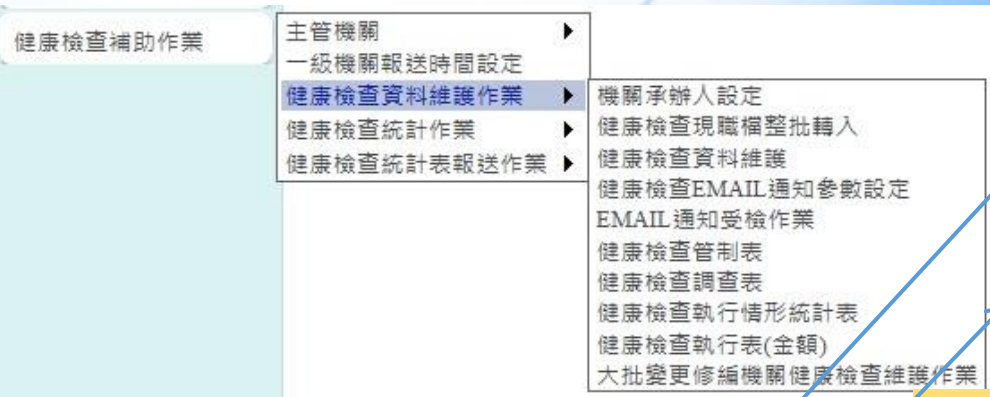 健康檢查補助作業
主管機關
一級機關報送時間設定
健康檢查資料維護作業
健康檢查統計作業
健康檢查統計表報送作業
機關承辦人設定
健康檢查現職檔整批轉入
健康檢查資料維護
健康檢查EMAIL通知參數設定
EMAIL通知受檢作業
健康檢查管制表
健康檢查調查表
健康檢查執行情形統計表
健康檢查執行表(金額)
大批變更修編機關健康檢查維護作業